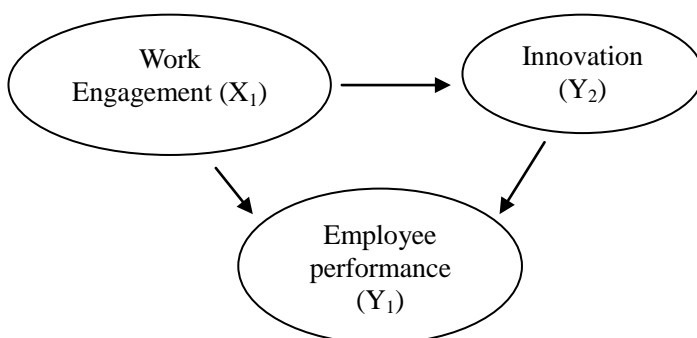 Work
Engagement (X₁)
Innovation
(Y₂)
Employee
performance
(Y₁)